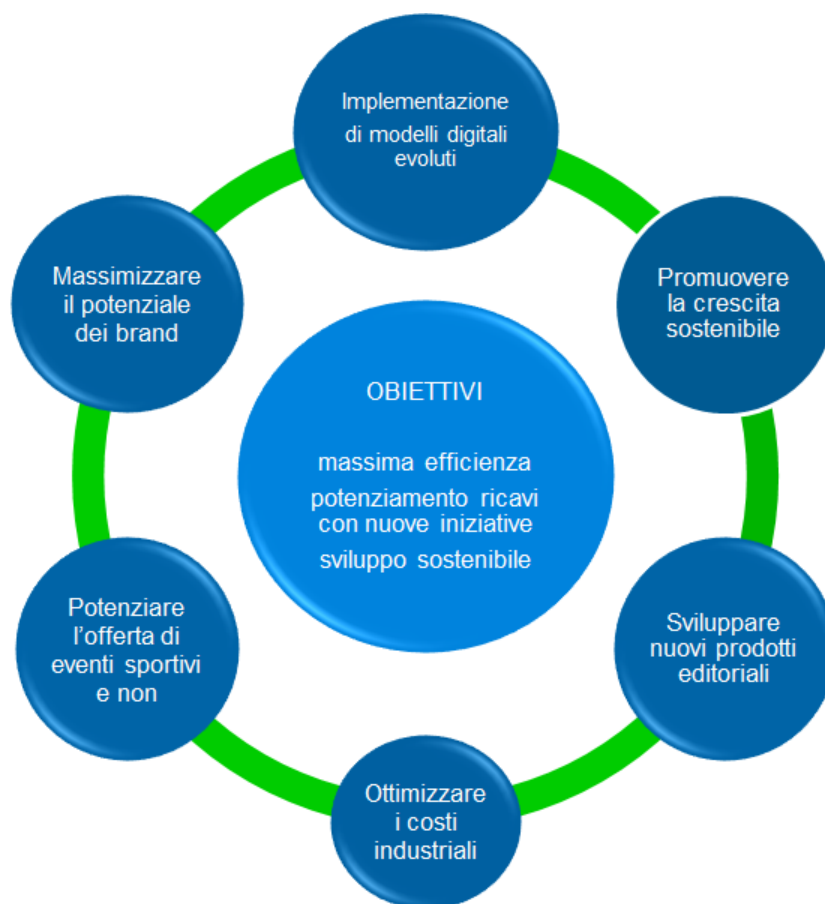 Implementazione
di modelli digitali
evoluti
Promuovere
la crescita
sostenibile
Sviluppare
nuovi prodotti
editoriali
Ottimizzare
i costi
industriali
Potenziare
l'offerta di
eventi sportivi
e non
Massimizzare
il potenziale
dei brand
OBIETTIVI
massima efficienza
potenziamento ricavi
con nuove iniziative
sviluppo sostenibile